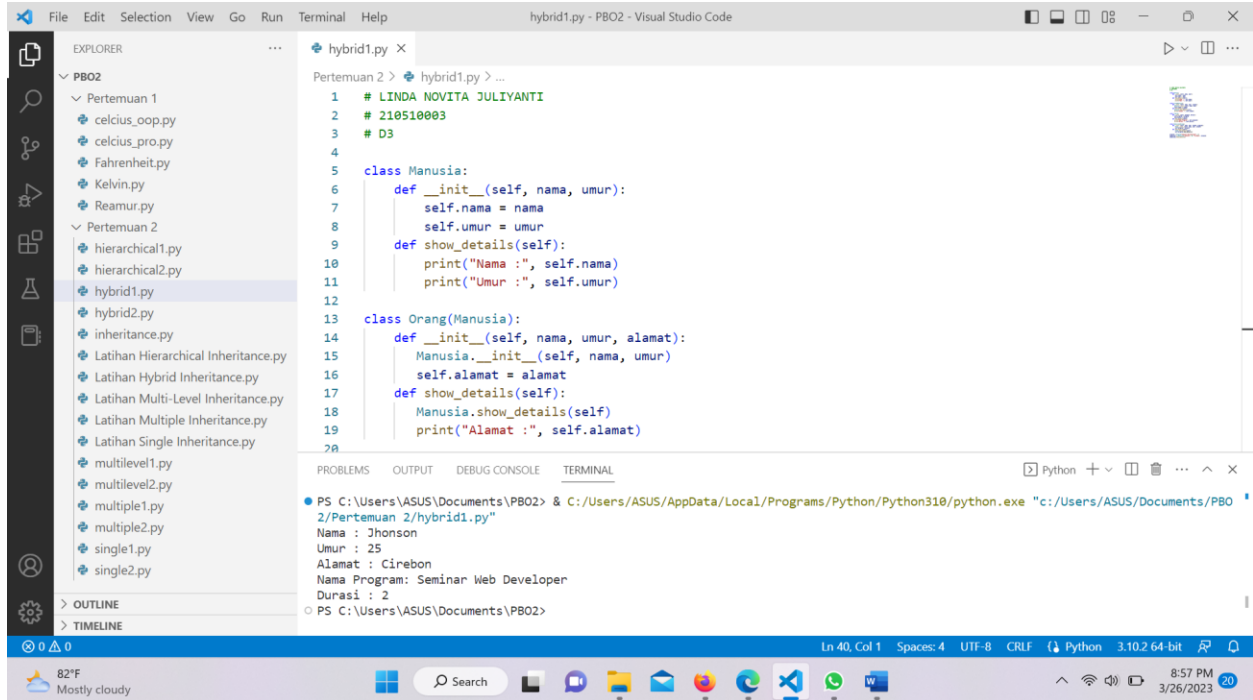 File Edit Selection View Go Run Terminal Help hybrid1.py - PBO2 - Visual Studio Code
EXPLORER
PBO2
Pertemuan 1
celcius_oop.py
celcius_pro.py
Fahrenheit.py
Kelvin.py
Reamur.py
Pertemuan 2
hierarchical1.py
hierarchical2.py
hybrid1.py
hybrid2.py
inheritance.py
Latihan Hierarchical Inheritance.py
Latihan Hybrid Inheritance.py
Latihan Multi-Level Inheritance.py
Latihan Multiple Inheritance.py
Latihan Single Inheritance.py
multilevel1.py
multilevel2.py
multiple1.py
multiple2.py
single1.py
single2.py
OUTLINE
TIMELINE
hybrid1.py
Pertemuan 2 > hybrid1.py > ...
1 # LINDA NOVITA JULIYANTI
2 # 210510003
3 # D3
4
5 class Manusia:
6     def __init__(self, nama, umur):
7         self.nama = nama
8         self.umur = umur
9     def show_details(self):
10         print("Nama :", self.nama)
11         print("Umur :", self.umur)
12
13 class Orang(Manusia):
14     def __init__(self, nama, umur, alamat):
15        Manusia.__init__(self, nama, umur)
16        self.alamat = alamat
17     def show_details(self):
18        Manusia.show_details(self)
19        print("Alamat :", self.alamat)
20
PROBLEMS OUTPUT DEBUG CONSOLE TERMINAL Python
PS C:\Users\ASUS\Documents\PBO2> & C:/Users/ASUS/AppData/Local/Programs/Python/Python310/python.exe "c:/Users/ASUS/Documents/PBO
2/Pertemuan 2/hybrid1.py"
Nama : Jhonson
Umur : 25
Alamat : Cirebon
Nama Program: Seminar Web Developer
Durasi : 2
PS C:\Users\ASUS\Documents\PBO2>
0 0 Ln 40, Col 1 Spaces: 4 UTF-8 CRLF Python 3.10.2 64-bit
82°F
Mostly cloudy
Search
8:57 PM
3/26/2023
20